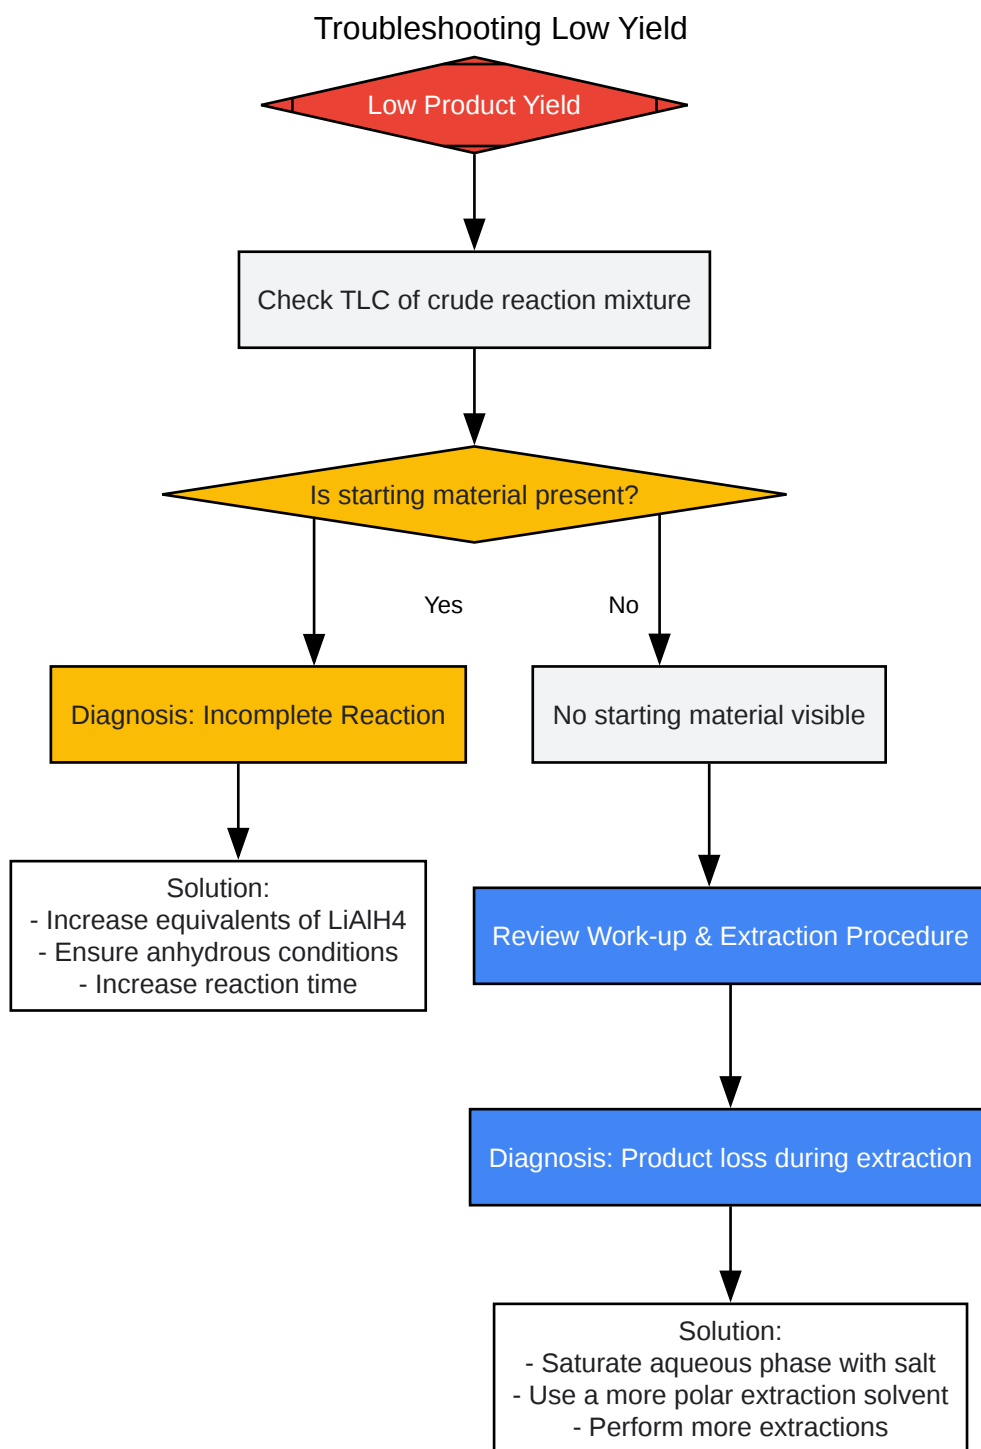 Troubleshooting Low Yield
Low Product Yield
Check TLC of crude reaction mixture
Is starting material present?
Yes
No
Diagnosis: Incomplete Reaction
No starting material visible
Solution:
- Increase equivalents of LiAlH4
- Ensure anhydrous conditions
- Increase reaction time
Review Work-up & Extraction Procedure
Diagnosis: Product loss during extraction
Solution:
- Saturate aqueous phase with salt
- Use a more polar extraction solvent
- Perform more extractions